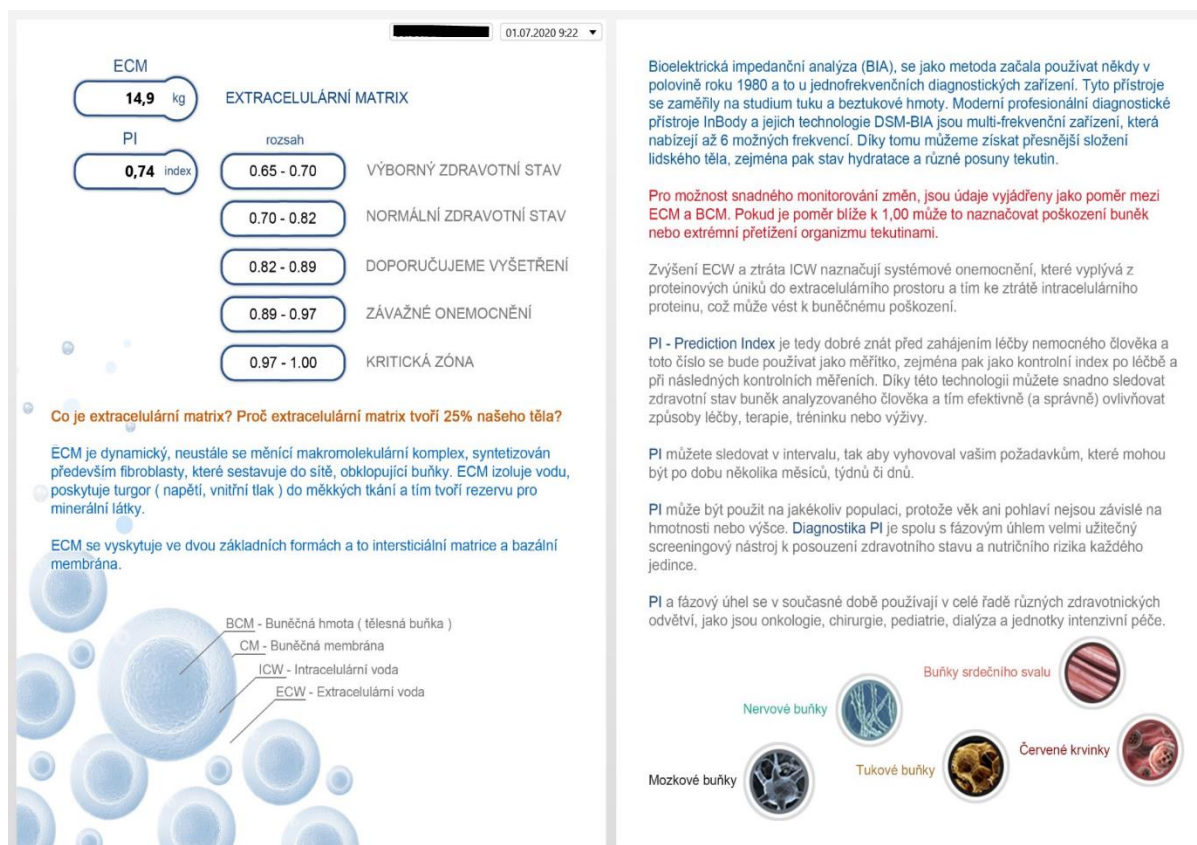 01.07.2020 9:22
ECM
14,9 kg
EXTRACELULÁRNÍ MATRIX
PI
0,74 index
rozsah
0.65 - 0.70 VÝBORNÝ ZDRAVOTNÍ STAV
0.70 - 0.82 NORMÁLNÍ ZDRAVOTNÍ STAV
0.82 - 0.89 DOPORUČUJEME VYŠETŘENÍ
0.89 - 0.97 ZÁVAŽNÉ ONEMOCNĚNÍ
0.97 - 1.00 KRITICKÁ ZÓNA
Co je extracelulární matrix? Proč extracelulární matrix tvoří 25% našeho těla?
ECM je dynamický, neustále se měnící makromolekulární komplex, syntetizován
především fibroblasty, které sestavuje do sítě, obklopující buňky. ECM izoluje vodu,
poskytuje turgor ( napětí, vnitřní tlak ) do měkkých tkání a tím tvoří rezervu pro
minerální látky.
ECM se vyskytuje ve dvou základních formách a to intersticiální matrice a bazální
membrána.
BCM - Buněčná hmota ( tělesná buňka )
CM - Buněčná membrána
ICW - Intracelulární voda
ECW - Extracelulární voda
Bioelektrická impedanční analýza (BIA), se jako metoda začala používat někdy v
polovině roku 1980 a to u jednofrekvenčních diagnostických zařízení. Tyto přístroje
se zaměřily na studium tuku a beztukové hmoty. Moderní profesionální diagnostické
přístroje InBody a jejich technologie DSM-BIA jsou multi-frekvenční zařízení, která
nabízejí až 6 možných frekvencí. Díky tomu můžeme získat přesnější složení
lidského těla, zejména pak stav hydratace a různé posuny tekutin.
Pro možnost snadného monitorování změn, jsou údaje vyjádřeny jako poměr mezi
ECM a BCM. Pokud je poměr blíže k 1,00 může to naznačovat poškození buněk
nebo extrémní přetížení organizmu tekutinami.
Zvýšení ECW a ztráta ICW naznačují systémové onemocnění, které vyplývá z
proteinových úniků do extracelulárního prostoru a tím ke ztrátě intracelulárního
proteinu, což může vést k buněčnému poškození.
PI - Prediction Index je tedy dobré znát před zahájením léčby nemocného člověka a
toto číslo se bude používat jako měřítko, zejména pak jako kontrolní index po léčbě a
při následných kontrolních měřeních. Díky této technologii můžete snadno sledovat
zdravotní stav buněk analyzovaného člověka a tím efektivně (a správně) ovlivňovat
způsoby léčby, terapie, tréninku nebo výživy.
PI můžete sledovat v intervalu, tak aby vyhovoval vašim požadavkům, které mohou
být po dobu několika měsíců, týdnů či dnů.
PI může být použit na jakékoliv populaci, protože věk ani pohlaví nejsou závislé na
hmotnosti nebo výšce. Diagnostika PI je spolu s fázovým úhlem velmi užitečný
screeningový nástroj k posouzení zdravotního stavu a nutričního rizika každého
jedince.
PI a fázový úhel se v současné době používají v celé řadě různých zdravotnických
odvětví, jako jsou onkologie, chirurgie, pediatrie, dialýza a jednotky intenzivní péče.
Buňky srdečního svalu
Nervové buňky
Červené krvinky
Tukové buňky
Mozkové buňky